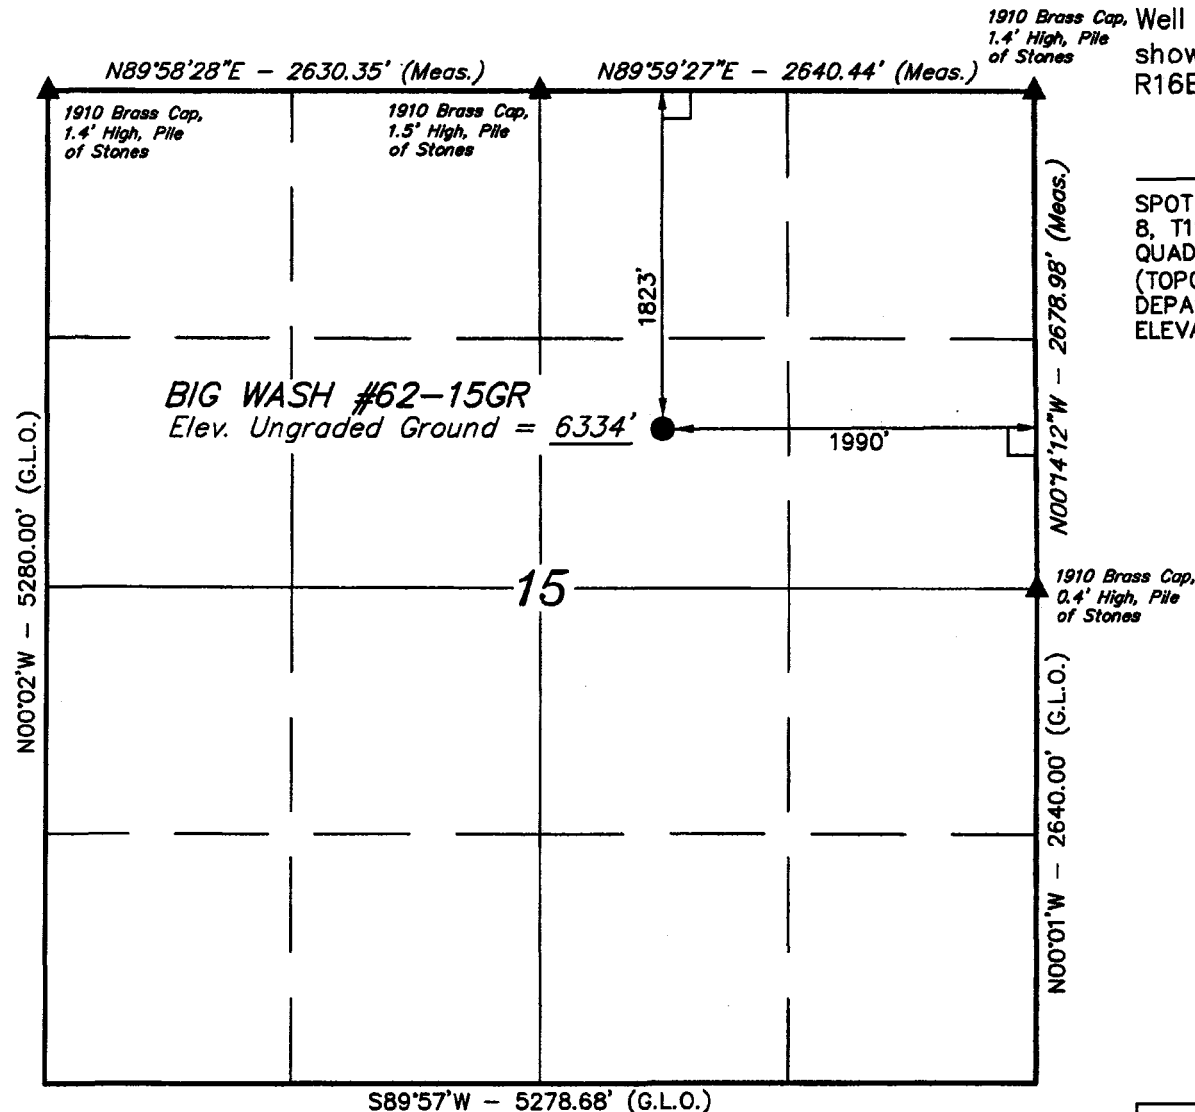 1910 Brass Cap,
1.4' High, Pile
of Stones
Well
show
R16E
N89°58'28"E - 2630.35' (Meas.)
N89°59'27"E - 2640.44' (Meas.)
1910 Brass Cap,
1.4' High, Pile
of Stones
1910 Brass Cap,
1.5' High, Pile
of Stones
SPOT
8, T1
QUAD
(TOPO
DEPA
ELEVA
N00°14'12"W - 2678.98' (Meas.)
1823'
BIG WASH #62-15GR
Elev. Ungraded Ground = 6334'
1990'
N00°02'W - 5280.00' (G.L.O.)
15
1910 Brass Cap,
0.4' High, Pile
of Stones
N00°01'W - 2640.00' (G.L.O.)
S89°57'W - 5278.68' (G.L.O.)